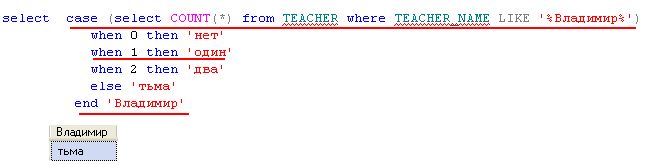 select case (select COUNT(*) from TEACHER where TEACHER_NAME LIKE '%Владимир%')
when 0 then 'нет'
when 1 then 'один'
when 2 then 'два'
else 'тьма'
end 'Владимир'
Владимир
тьма